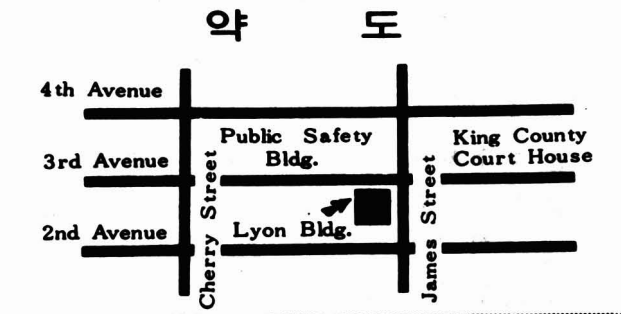 약 도
4th Avenue
Public Safety
Bldg.
King County
Court House
3rd Avenue
Cherry Street
James Street
2nd Avenue
Lyon Bldg.